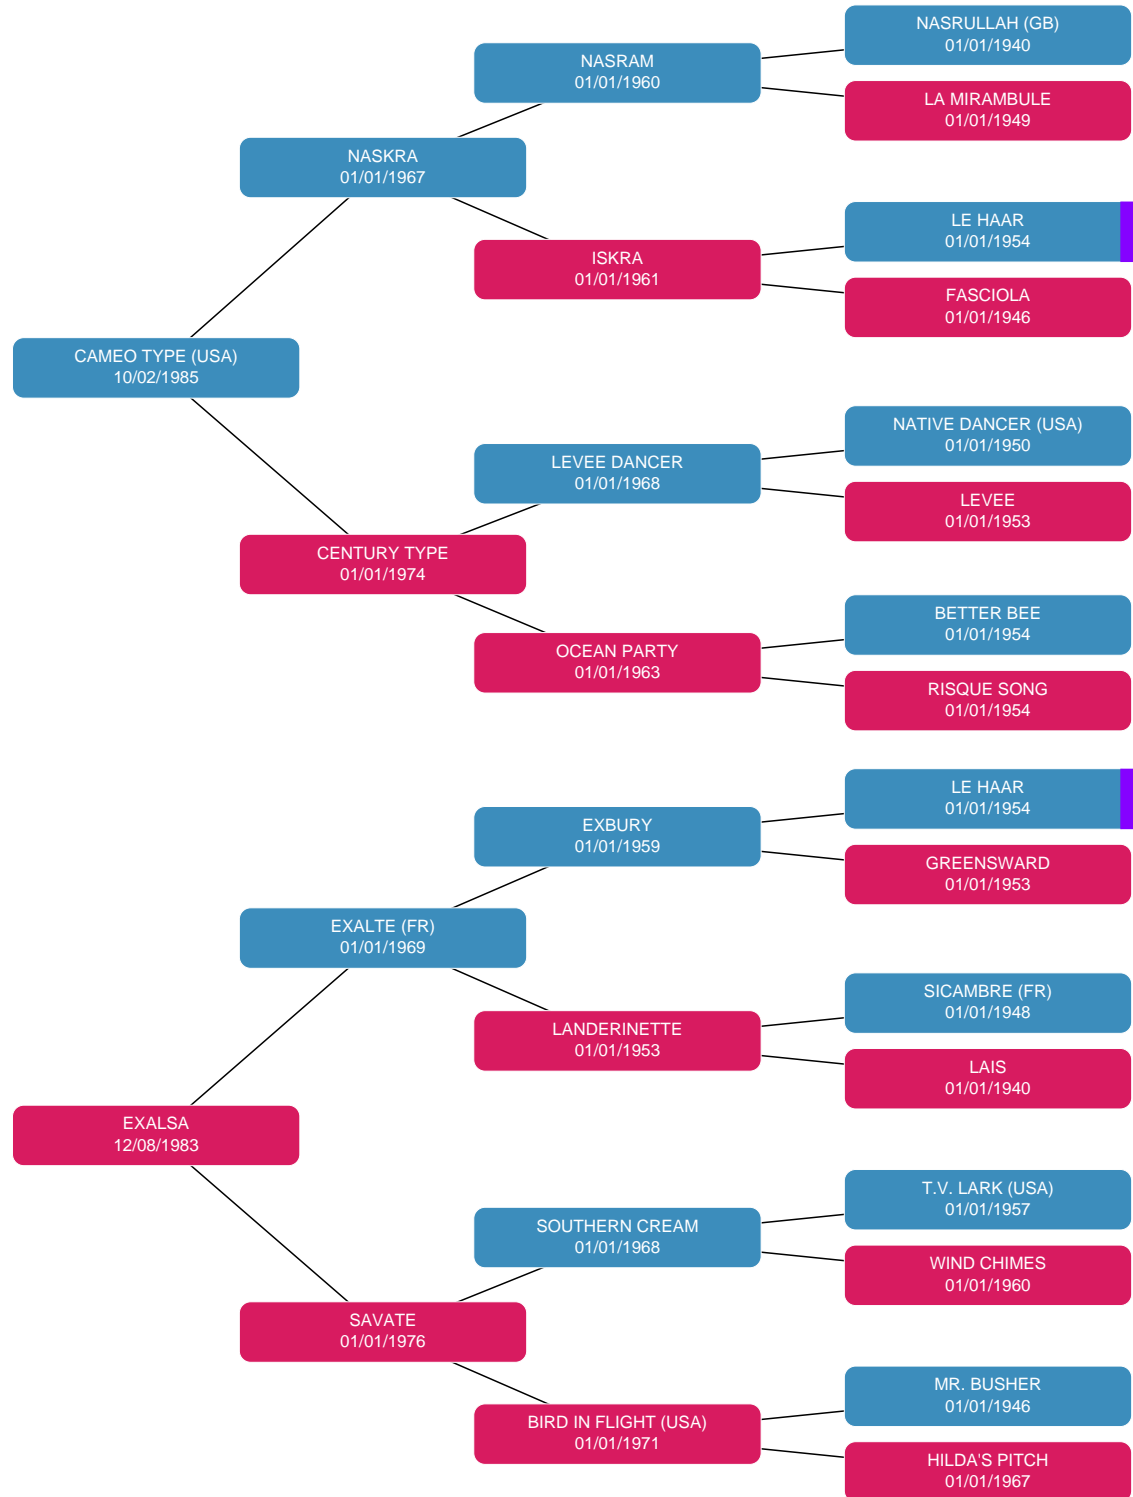 NASRULLAH (GB)
01/01/1940
NASRAM
01/01/1960
LA MIRAMBULE
01/01/1949
NASKRA
01/01/1967
LE HAAR
01/01/1954
ISKRA
01/01/1961
FASCIOLA
01/01/1946
CAMEO TYPE (USA)
10/02/1985
NATIVE DANCER (USA)
01/01/1950
LEVEE DANCER
01/01/1968
LEVEE
01/01/1953
CENTURY TYPE
01/01/1974
BETTER BEE
01/01/1954
OCEAN PARTY
01/01/1963
RISQUE SONG
01/01/1954
LE HAAR
01/01/1954
EXBURY
01/01/1959
GREENSWARD
01/01/1953
EXALTE (FR)
01/01/1969
SICAMBRE (FR)
01/01/1948
LANDERINETTE
01/01/1953
LAIS
01/01/1940
EXALSA
12/08/1983
T.V. LARK (USA)
01/01/1957
SOUTHERN CREAM
01/01/1968
WIND CHIMES
01/01/1960
SAVATE
01/01/1976
MR. BUSHER
01/01/1946
BIRD IN FLIGHT (USA)
01/01/1971
HILDA'S PITCH
01/01/1967